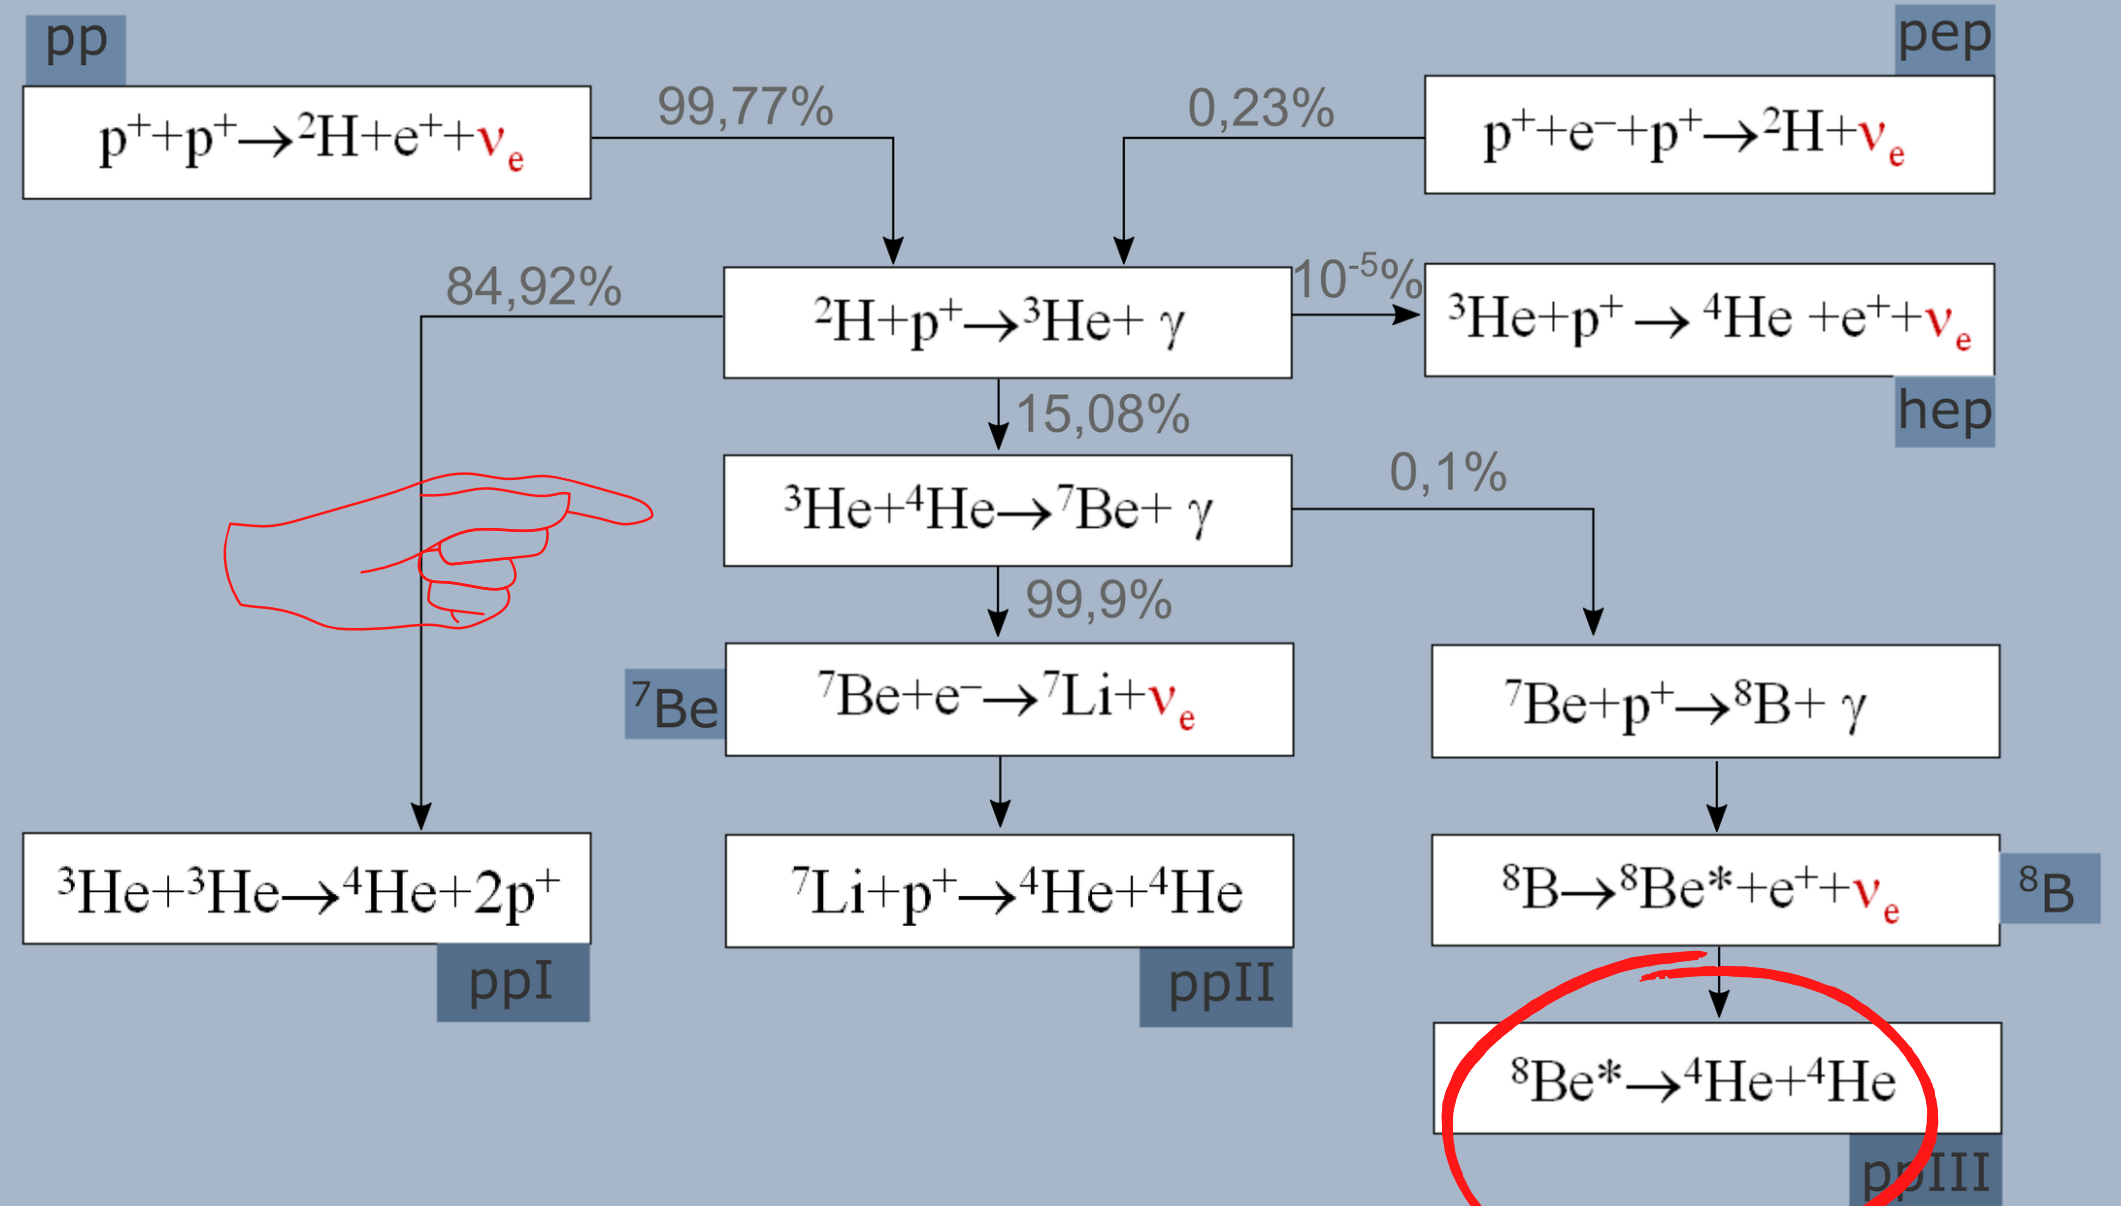 pp
pep
p⁺+p⁺→²H+e⁺+νₑ
99,77%
0,23%
p⁺+e⁻+p⁺→²H+νₑ
84,92%
²H+p⁺→³He+ γ
10⁻⁵%
³He+p⁺ → ⁴He +e⁺+νₑ
hep
15,08%
³He+⁴He→⁷Be+ γ
0,1%
99,9%
⁷Be
⁷Be+e⁻→⁷Li+νₑ
⁷Be+p⁺→⁸B+ γ
³He+³He→⁴He+2p⁺
⁷Li+p⁺→⁴He+⁴He
⁸B→⁸Be*+e⁺+νₑ
⁸B
ppI
ppII
⁸Be*→⁴He+⁴He
ppIII